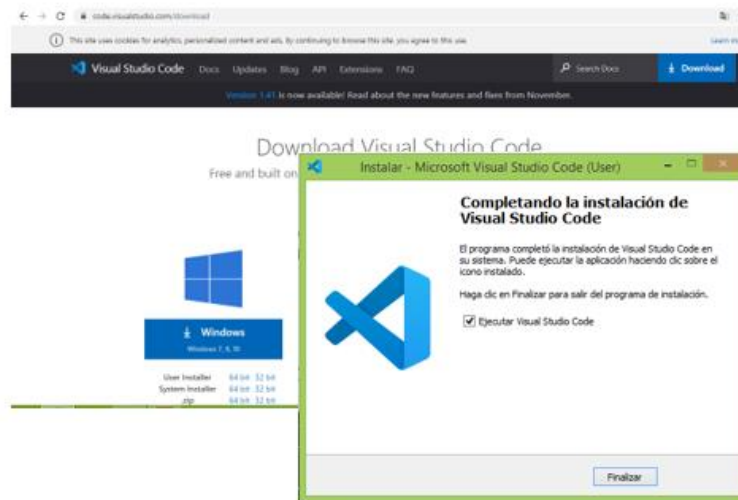 code.visualstudio.com/download
This site uses cookies for analytics, personalized content and ads. By continuing to browse this site, you agree to this use.
Learn m
Visual Studio Code Docs Updates Blog API Extensions FAQ Search Docs Download
Version 1.41 is now available! Read about the new features and fixes from November.
Download Visual Studio Code
Free and built on
Windows
Windows 7, 8, 10
User Installer 64 bit 32 bit
System Installer 64 bit 32 bit
.zip 64 bit 32 bit
Instalar - Microsoft Visual Studio Code (User)
Completando la instalación de
Visual Studio Code
El programa completó la instalación de Visual Studio Code en
su sistema. Puede ejecutar la aplicación haciendo clic sobre el
icono instalado.
Haga clic en Finalizar para salir del programa de instalación.
Ejecutar Visual Studio Code
Finalizar